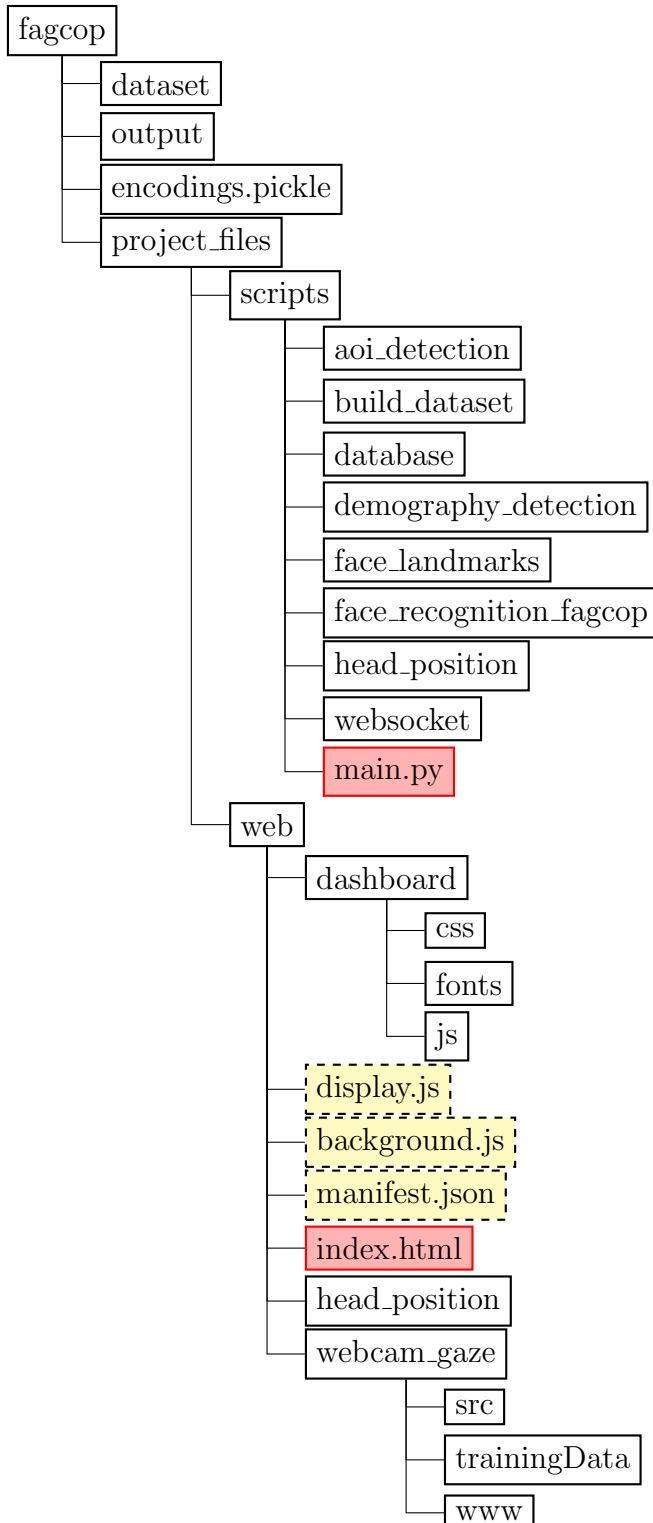 fagcop
dataset
output
encodings.pickle
project_files
scripts
aoi_detection
build_dataset
database
demography_detection
face_landmarks
face_recognition_fagcop
head_position
websocket
main.py
web
dashboard
css
fonts
js
display.js
background.js
manifest.json
index.html
head_position
webcam_gaze
src
trainingData
www